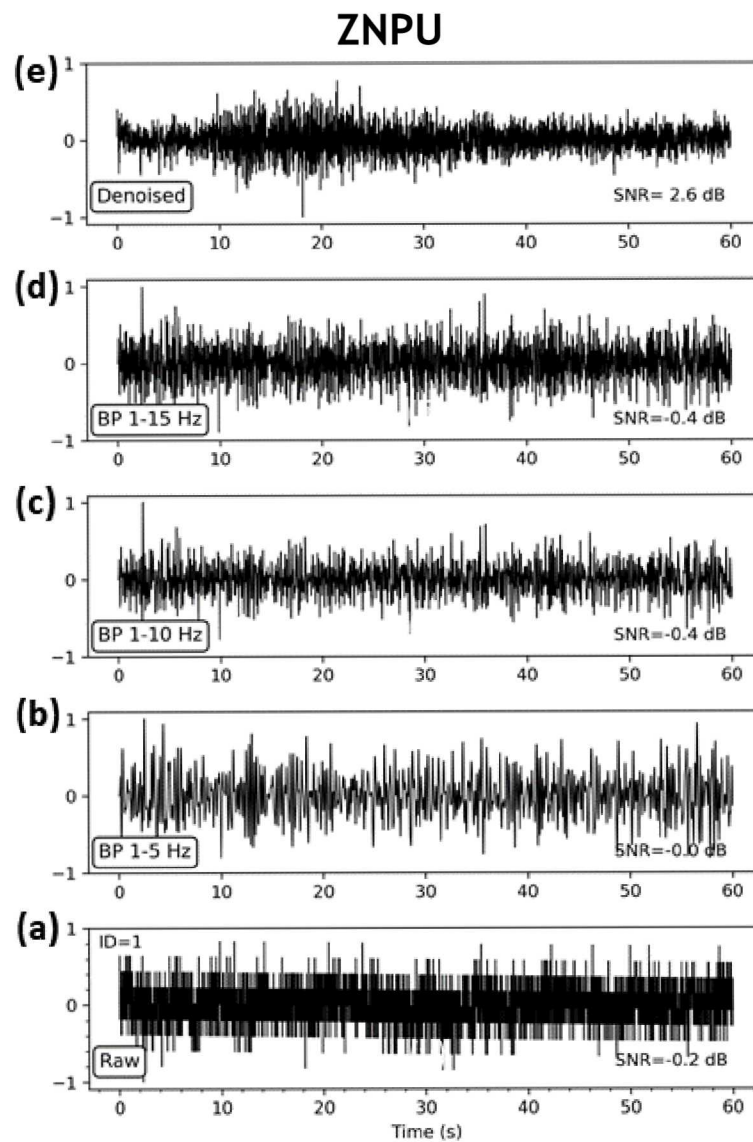 ZNPU
(e)
1
0
-1
Denoised
SNR= 2.6 dB
0 10 20 30 40 50 60
(d)
1
0
-1
BP 1-15 Hz
SNR=-0.4 dB
0 10 20 30 40 50 60
(c)
1
0
-1
BP 1-10 Hz
SNR=-0.4 dB
0 10 20 30 40 50 60
(b)
1
0
-1
BP 1-5 Hz
SNR=-0.0 dB
0 10 20 30 40 50 60
(a)
1
0
-1
ID=1
Raw
SNR=-0.2 dB
0 10 20 30 40 50 60
Time (s)